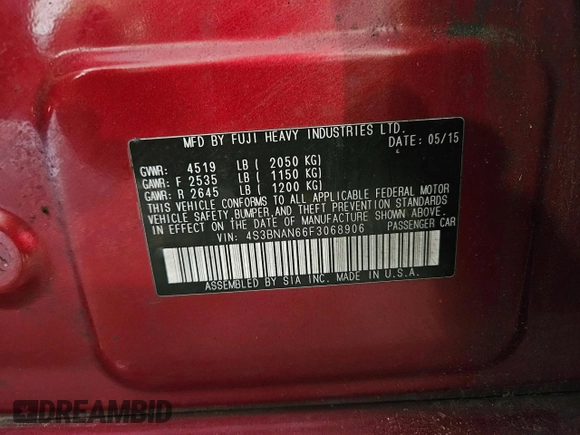 MFD BY FUJI HEAVY INDUSTRIES LTD.
DATE: 05/15
GVWR: 4519 LB ( 2050 KG)
GAWR: F 2535 LB ( 1150 KG)
GAWR: R 2645 LB ( 1200 KG)
THIS VEHICLE CONFORMS TO ALL APPLICABLE FEDERAL MOTOR
VEHICLE SAFETY, BUMPER, AND THEFT PREVENTION STANDARDS
IN EFFECT ON THE DATE OF MANUFACTURE SHOWN ABOVE.
VIN: 4S3BNAN66F3068906 PASSENGER CAR
ASSEMBLED BY SIA INC. MADE IN U.S.A.
DREAMBID